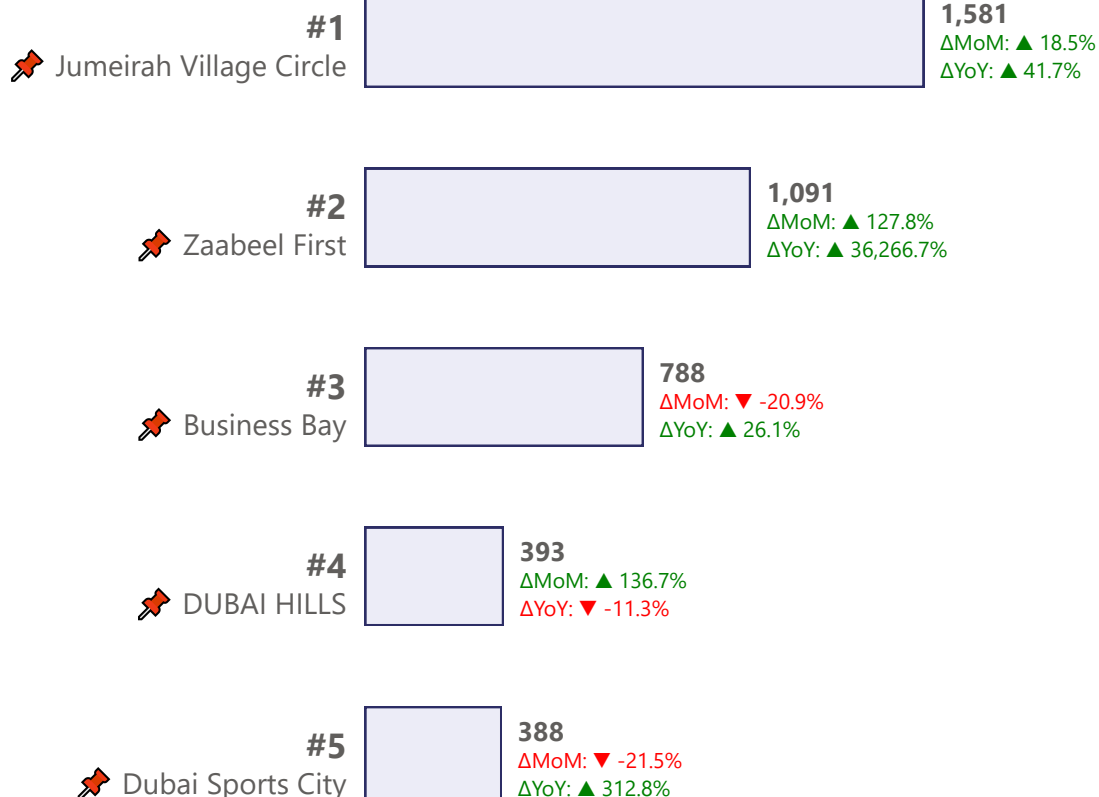 #1
Jumeirah Village Circle
1,581
ΔMoM: ▲ 18.5%
ΔYoY: ▲ 41.7%
#2
Zaabeel First
1,091
ΔMoM: ▲ 127.8%
ΔYoY: ▲ 36,266.7%
#3
Business Bay
788
ΔMoM: ▼ -20.9%
ΔYoY: ▲ 26.1%
#4
DUBAI HILLS
393
ΔMoM: ▲ 136.7%
ΔYoY: ▼ -11.3%
#5
Dubai Sports City
388
ΔMoM: ▼ -21.5%
ΔYoY: ▲ 312.8%